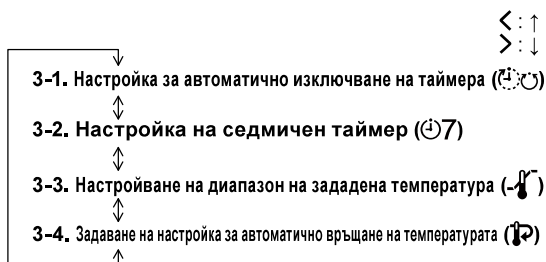 <: ↑
>: ↓
3-1. Настройка за автоматично изключване на таймера ()
3-2. Настройка на седмичен таймер (7)
3-3. Настройване на диапазон на зададена температура ()
3-4. Задаване на настройка за автоматично връщане на температурата ()